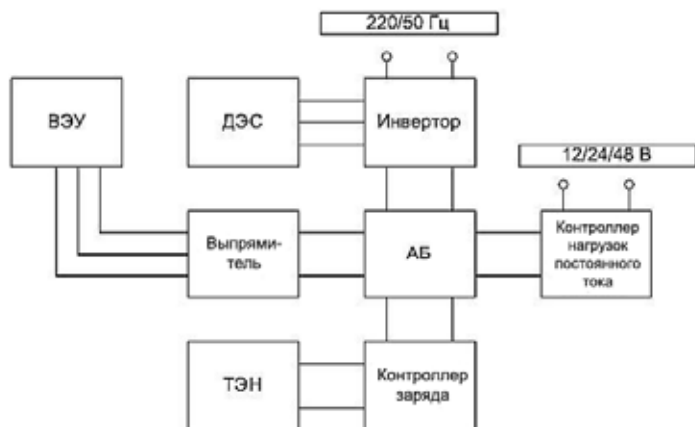 220/50 Гц
ВЭУ
ДЭС
Инвертор
12/24/48 В
Выпрями-
тель
АБ
Контроллер
нагрузок
постоянного
тока
ТЭН
Контроллер
заряда